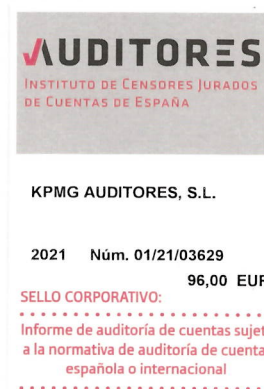 AUDITORES
INSTITUTO DE CENSORES JURADOS
DE CUENTAS DE ESPAÑA
KPMG AUDITORES, S.L.
2021 Núm. 01/21/03629
96,00 EUR
SELLO CORPORATIVO:
Informe de auditoría de cuentas sujet
a la normativa de auditoría de cuenta
española o internacional